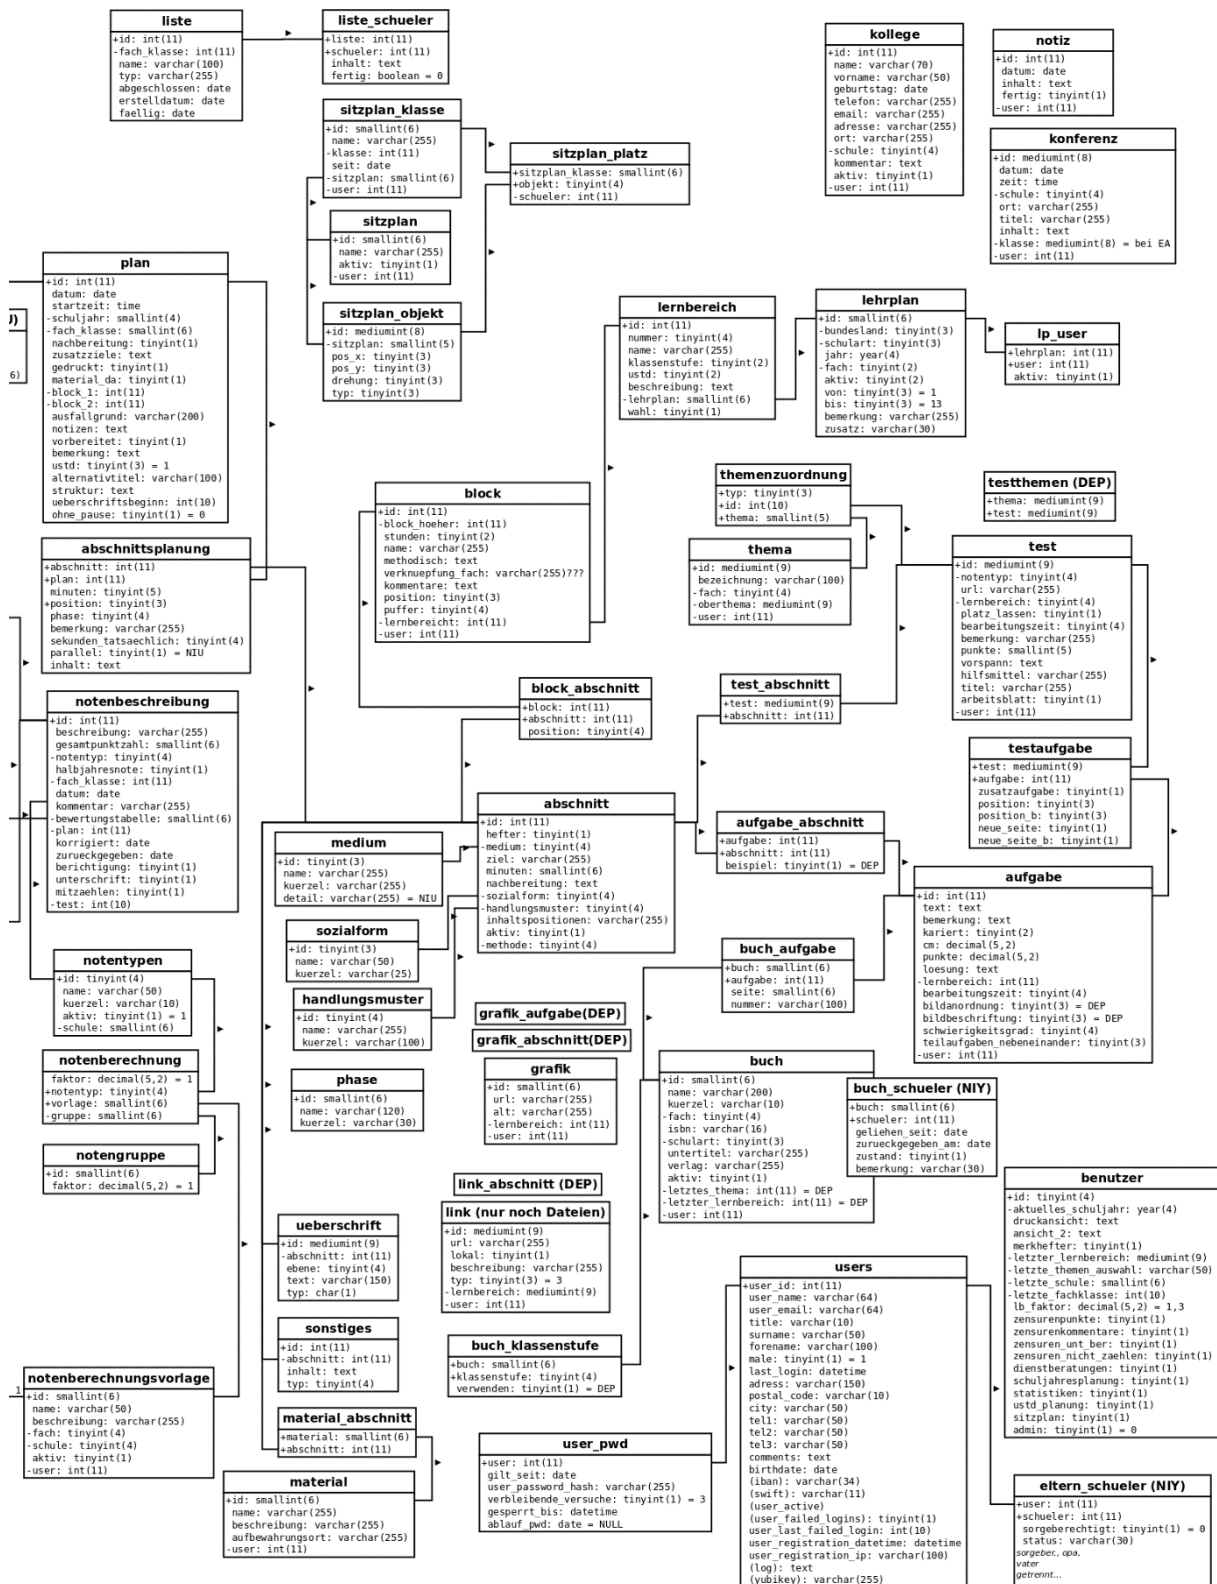 liste
+id: int(11)
-fach_klasse: int(11)
name: varchar(100)
typ: varchar(255)
abgeschlossen: date
erstelldatum: date
faellig: date
liste_schueler
+liste: int(11)
+schueler: int(11)
inhalt: text
fertig: boolean = 0
kollege
+id: int(11)
name: varchar(70)
vorname: varchar(50)
geburtstag: date
telefon: varchar(255)
email: varchar(255)
adresse: varchar(255)
ort: varchar(255)
-schule: tinyint(4)
kommentar: text
aktiv: tinyint(1)
-user: int(11)
notiz
+id: int(11)
datum: date
inhalt: text
fertig: tinyint(1)
-user: int(11)
sitzplan_klasse
+id: smallint(6)
name: varchar(255)
-klasse: int(11)
seit: date
-sitzplan: smallint(6)
-user: int(11)
sitzplan_platz
+sitzplan_klasse: smallint(6)
+objekt: tinyint(4)
-schueler: int(11)
konferenz
+id: mediumint(8)
datum: date
zeit: time
-schule: tinyint(4)
ort: varchar(255)
titel: varchar(255)
inhalt: text
-klasse: mediumint(8) = bei EA
-user: int(11)
sitzplan
+id: smallint(6)
name: varchar(255)
aktiv: tinyint(1)
-user: int(11)
U)
6)
plan
+id: int(11)
datum: date
startzeit: time
-schuljahr: smallint(4)
-fach_klasse: smallint(6)
nachbereitung: tinyint(1)
zusatzziele: text
gedruckt: tinyint(1)
material_da: tinyint(1)
-block_1: int(11)
-block_2: int(11)
ausfallgrund: varchar(200)
notizen: text
vorbereitet: tinyint(1)
bemerkung: text
ustd: tinyint(3) = 1
alternativtitel: varchar(100)
struktur: text
ueberschriftsbeginn: int(10)
ohne_pause: tinyint(1) = 0
sitzplan_objekt
+id: mediumint(8)
-sitzplan: smallint(5)
pos_x: tinyint(3)
pos_y: tinyint(3)
drehung: tinyint(3)
typ: tinyint(3)
lernbereich
+id: int(11)
nummer: tinyint(4)
name: varchar(255)
klassenstufe: tinyint(2)
ustd: tinyint(2)
beschreibung: text
-lehrplan: smallint(6)
wahl: tinyint(1)
lehrplan
+id: smallint(6)
-bundesland: tinyint(3)
-schulart: tinyint(3)
jahr: year(4)
-fach: tinyint(2)
aktiv: tinyint(2)
von: tinyint(3) = 1
bis: tinyint(3) = 13
bemerkung: varchar(255)
zusatz: varchar(30)
lp_user
+lehrplan: int(11)
+user: int(11)
aktiv: tinyint(1)
block
+id: int(11)
-block_hoeher: int(11)
stunden: tinyint(2)
name: varchar(255)
methodisch: text
verknuepfung_fach: varchar(255)???
kommentare: text
position: tinyint(3)
puffer: tinyint(4)
-lernbereicht: int(11)
-user: int(11)
themenzuordnung
+typ: tinyint(3)
+id: int(10)
+thema: smallint(5)
testthemen (DEP)
+thema: mediumint(9)
+test: mediumint(9)
thema
+id: mediumint(9)
bezeichnung: varchar(100)
-fach: tinyint(4)
-oberthema: mediumint(9)
-user: int(11)
test
+id: mediumint(9)
-notentyp: tinyint(4)
url: varchar(255)
-lernbereich: tinyint(4)
platz_lassen: tinyint(1)
bearbeitungszeit: tinyint(4)
bemerkung: varchar(255)
punkte: smallint(5)
vorspann: text
hilfsmittel: varchar(255)
titel: varchar(255)
arbeitsblatt: tinyint(1)
-user: int(11)
abschnittsplanung
+abschnitt: int(11)
+plan: int(11)
minuten: tinyint(5)
+position: tinyint(3)
phase: tinyint(4)
bemerkung: varchar(255)
sekunden_tatsaechlich: tinyint(4)
parallel: tinyint(1) = NIU
inhalt: text
block_abschnitt
+block: int(11)
+abschnitt: int(11)
position: tinyint(4)
test_abschnitt
+test: mediumint(9)
+abschnitt: int(11)
notenbeschreibung
+id: int(11)
beschreibung: varchar(255)
gesamtpunktzahl: smallint(6)
-notentyp: tinyint(4)
halbjahresnote: tinyint(1)
-fach_klasse: int(11)
datum: date
kommentar: varchar(255)
-bewertungstabelle: smallint(6)
-plan: int(11)
korrigiert: date
zurueckgegeben: date
berichtigung: tinyint(1)
unterschrift: tinyint(1)
mitzaehlen: tinyint(1)
-test: int(10)
testaufgabe
+test: mediumint(9)
+aufgabe: int(11)
zusatzaufgabe: tinyint(1)
position: tinyint(3)
position_b: tinyint(3)
neue_seite: tinyint(1)
neue_seite_b: tinyint(1)
abschnitt
+id: int(11)
hefter: tinyint(1)
-medium: tinyint(4)
ziel: varchar(255)
minuten: smallint(6)
nachbereitung: text
-sozialform: tinyint(4)
-handlungsmuster: tinyint(4)
inhaltspositionen: varchar(255)
aktiv: tinyint(1)
-methode: tinyint(4)
medium
+id: tinyint(3)
name: varchar(255)
kuerzel: varchar(255)
detail: varchar(255) = NIU
aufgabe_abschnitt
+aufgabe: int(11)
+abschnitt: int(11)
beispiel: tinyint(1) = DEP
aufgabe
+id: int(11)
text: text
bemerkung: text
kariert: tinyint(2)
cm: decimal(5,2)
punkte: decimal(5,2)
loesung: text
-lernbereich: int(11)
bearbeitungszeit: tinyint(4)
bildanordnung: tinyint(3) = DEP
bildbeschriftung: tinyint(3) = DEP
schwierigkeitsgrad: tinyint(4)
teilaufgaben_nebeneinander: tinyint(3)
-user: int(11)
sozialform
+id: tinyint(3)
name: varchar(50)
kuerzel: varchar(25)
buch_aufgabe
+buch: smallint(6)
+aufgabe: int(11)
seite: smallint(6)
nummer: varchar(100)
notentypen
+id: tinyint(4)
name: varchar(50)
kuerzel: varchar(10)
aktiv: tinyint(1) = 1
-schule: smallint(6)
handlungsmuster
+id: tinyint(4)
name: varchar(255)
kuerzel: varchar(100)
grafik_aufgabe(DEP)
grafik_abschnitt(DEP)
grafik
+id: smallint(6)
url: varchar(255)
alt: varchar(255)
-lernbereich: int(11)
-user: int(11)
notenberechnung
faktor: decimal(5,2) = 1
+notentyp: tinyint(4)
+vorlage: smallint(6)
-gruppe: smallint(6)
phase
+id: smallint(6)
name: varchar(120)
kuerzel: varchar(30)
buch
+id: smallint(6)
name: varchar(200)
kuerzel: varchar(10)
-fach: tinyint(4)
isbn: varchar(16)
-schulart: tinyint(3)
untertitel: varchar(255)
verlag: varchar(255)
aktiv: tinyint(1)
-letztes_thema: int(11) = DEP
-letzter_lernbereich: int(11) = DEP
-user: int(11)
buch_schueler (NIY)
+buch: smallint(6)
+schueler: int(11)
geliehen_seit: date
zurueckgegeben_am: date
zustand: tinyint(1)
bemerkung: varchar(30)
notengruppe
+id: smallint(6)
faktor: decimal(5,2) = 1
link_abschnitt (DEP)
link (nur noch Dateien)
+id: mediumint(9)
url: varchar(255)
lokal: tinyint(1)
beschreibung: varchar(255)
typ: tinyint(3) = 3
-lernbereich: mediumint(9)
-user: int(11)
benutzer
+id: tinyint(4)
-aktuelles_schuljahr: year(4)
druckansicht: text
ansicht_2: text
merkhefter: tinyint(1)
-letzter_lernbereich: mediumint(9)
-letzte_themen_auswahl: varchar(50)
-letzte_schule: smallint(6)
-letzte_fachklasse: int(10)
lb_faktor: decimal(5,2) = 1,3
zensurenpunkte: tinyint(1)
zensurenkommentare: tinyint(1)
zensuren_unt_ber: tinyint(1)
zensuren_nicht_zaehlen: tinyint(1)
dienstberatungen: tinyint(1)
schuljahresplanung: tinyint(1)
statistiken: tinyint(1)
ustd_planung: tinyint(1)
sitzplan: tinyint(1)
admin: tinyint(1) = 0
ueberschrift
+id: mediumint(9)
-abschnitt: int(11)
ebene: tinyint(4)
text: varchar(150)
typ: char(1)
users
+user_id: int(11)
user_name: varchar(64)
user_email: varchar(64)
title: varchar(10)
surname: varchar(50)
forename: varchar(100)
male: tinyint(1) = 1
last_login: datetime
adress: varchar(150)
postal_code: varchar(10)
city: varchar(50)
tel1: varchar(50)
tel2: varchar(50)
tel3: varchar(50)
comments: text
birthdate: date
(iban): varchar(34)
(swift): varchar(11)
(user_active)
(user_failed_logins): tinyint(1)
user_last_failed_login: int(10)
user_registration_datetime: datetime
user_registration_ip: varchar(100)
(log): text
(yubikey): varchar(255)
sonstiges
+id: int(11)
-abschnitt: int(11)
inhalt: text
typ: tinyint(4)
buch_klassenstufe
+buch: smallint(6)
+klassenstufe: tinyint(4)
verwenden: tinyint(1) = DEP
1
notenberechnungsvorlage
+id: smallint(6)
name: varchar(50)
beschreibung: varchar(255)
-fach: tinyint(4)
-schule: tinyint(4)
aktiv: tinyint(1)
-user: int(11)
material_abschnitt
+material: smallint(6)
+abschnitt: int(11)
user_pwd
+user: int(11)
gilt_seit: date
user_password_hash: varchar(255)
verbleibende_versuche: tinyint(1) = 3
gesperrt_bis: datetime
ablauf_pwd: date = NULL
material
+id: smallint(6)
name: varchar(255)
beschreibung: varchar(255)
aufbewahrungsort: varchar(255)
-user: int(11)
eltern_schueler (NIY)
+user: int(11)
+schueler: int(11)
sorgeberechtigt: tinyint(1) = 0
status: varchar(30)
sorgeber., opa,
vater
getrennt...